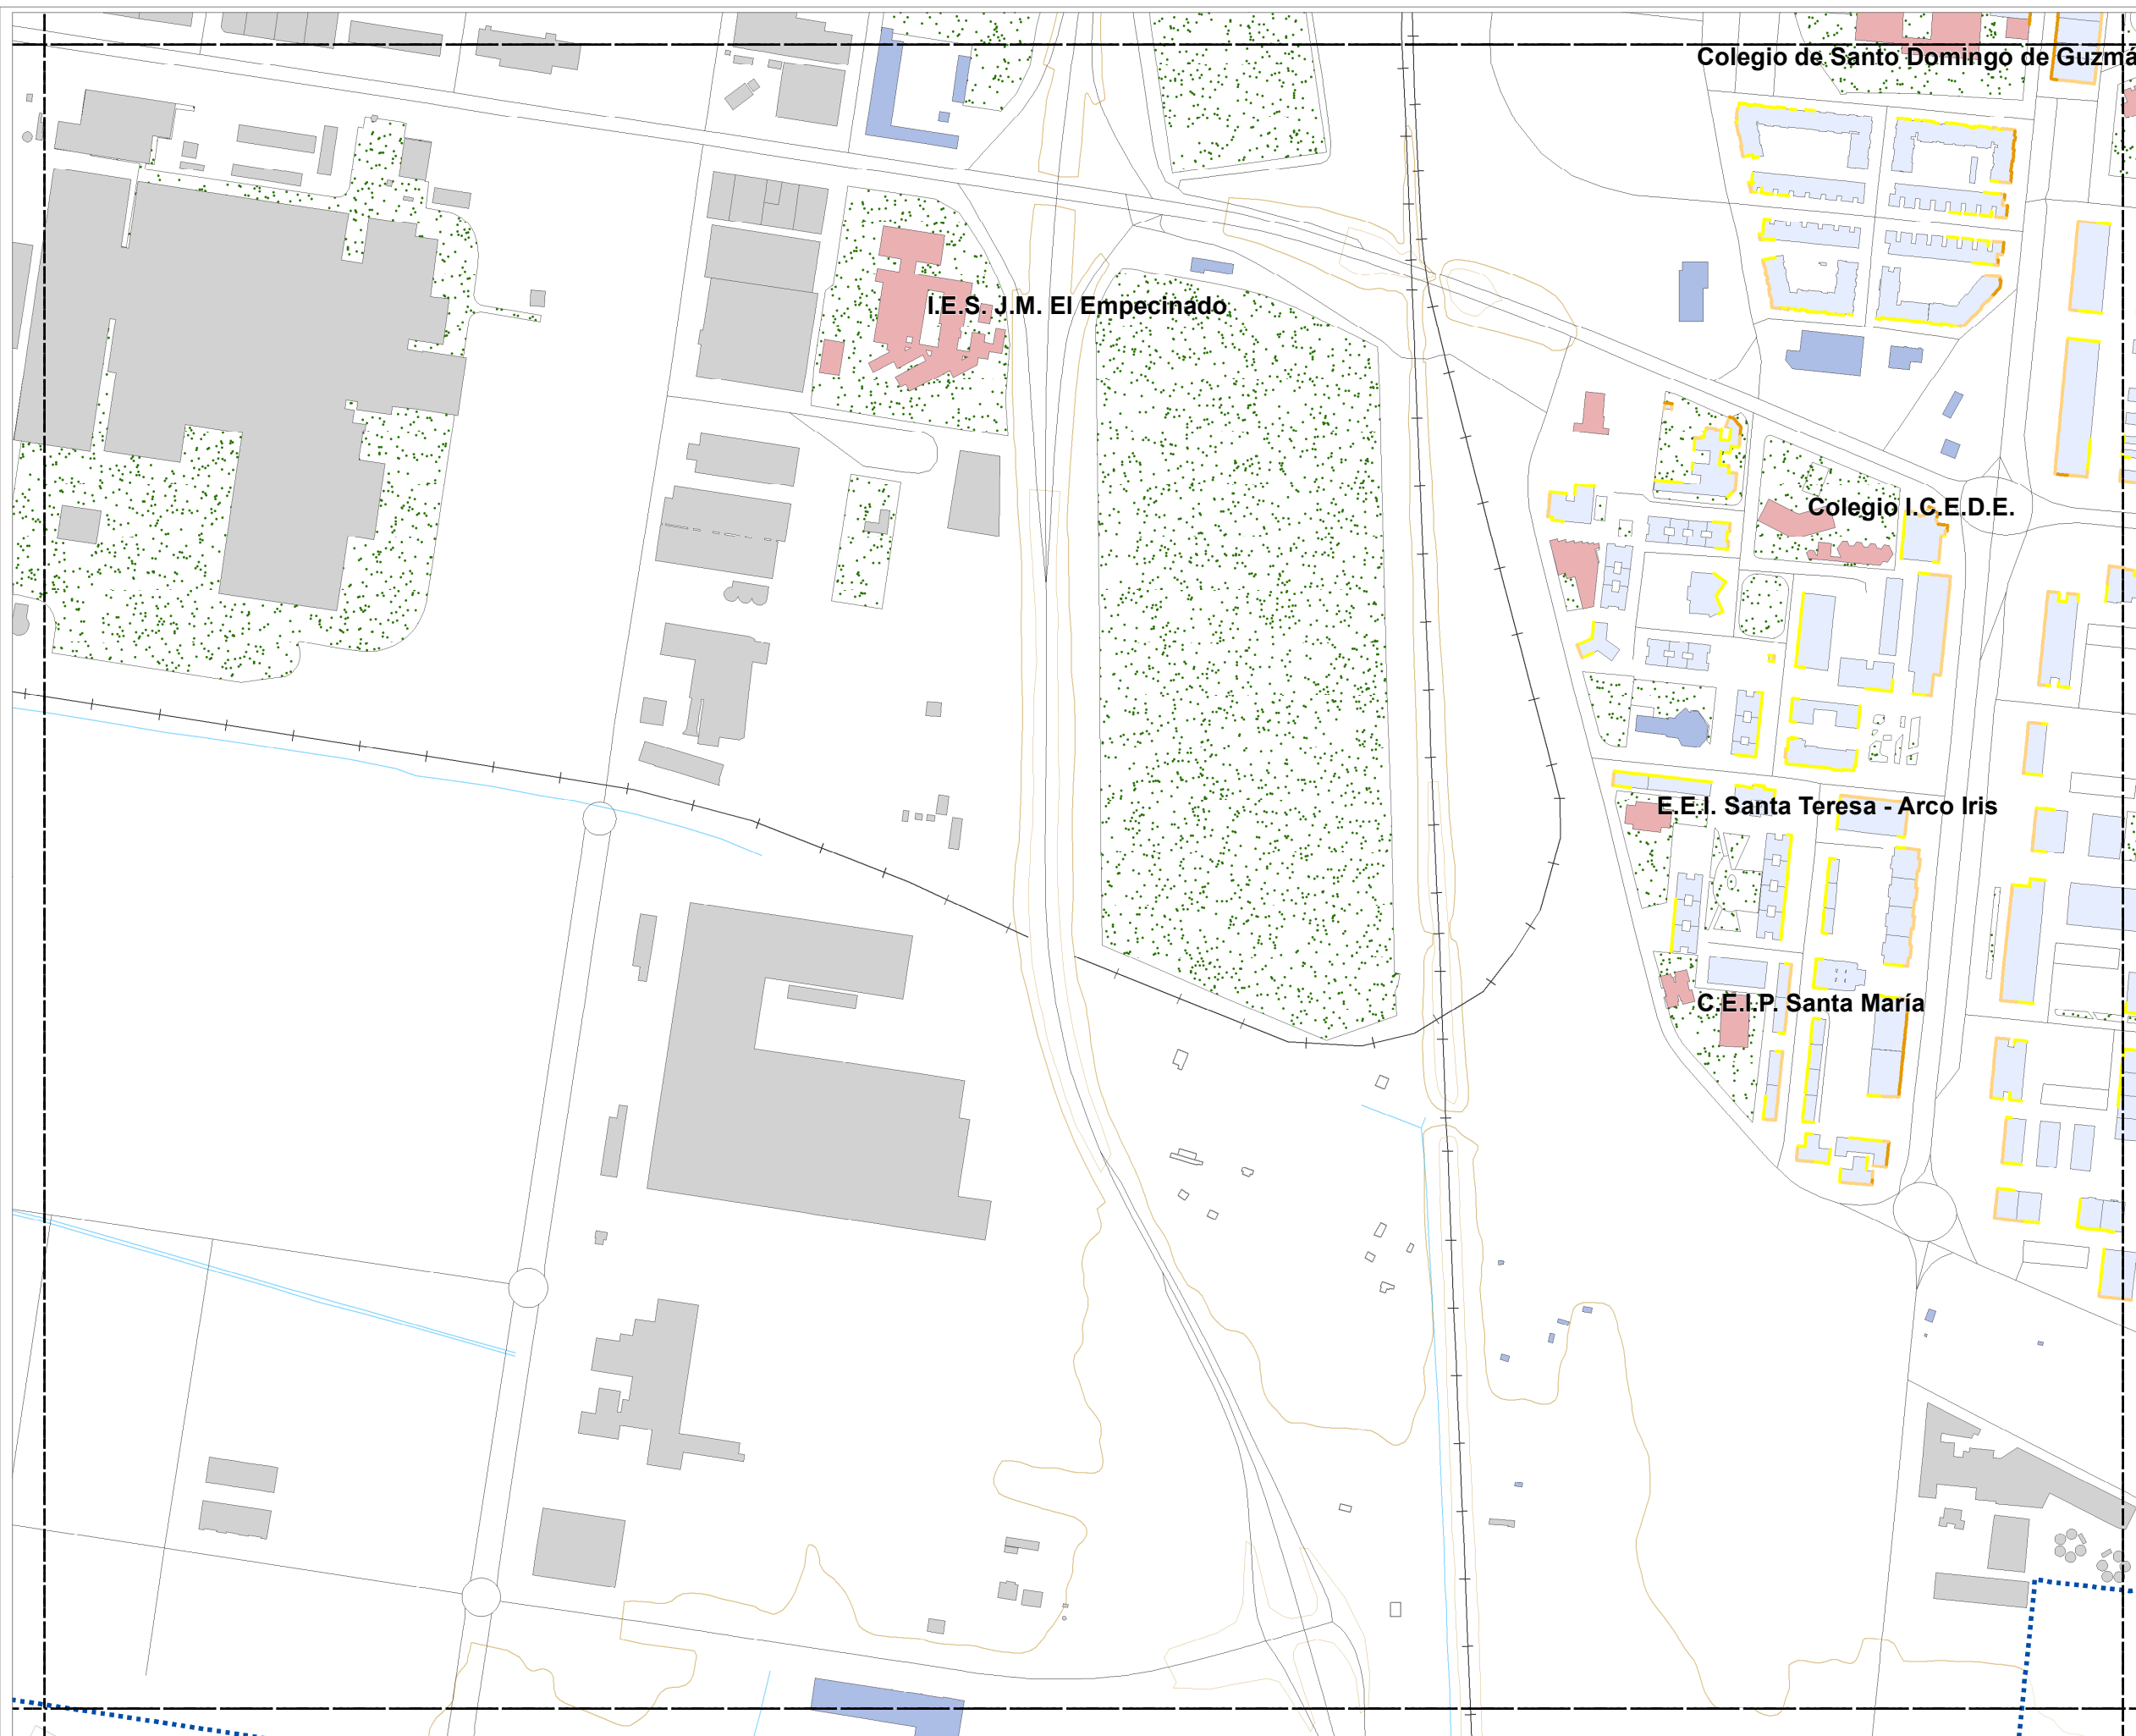 Colegio de Santo Domingo de Guzmá
I.E.S. J.M. El Empecinado
Colegio I.C.E.D.E.
E.E.I. Santa Teresa - Arco Iris
C.E.I.P. Santa María